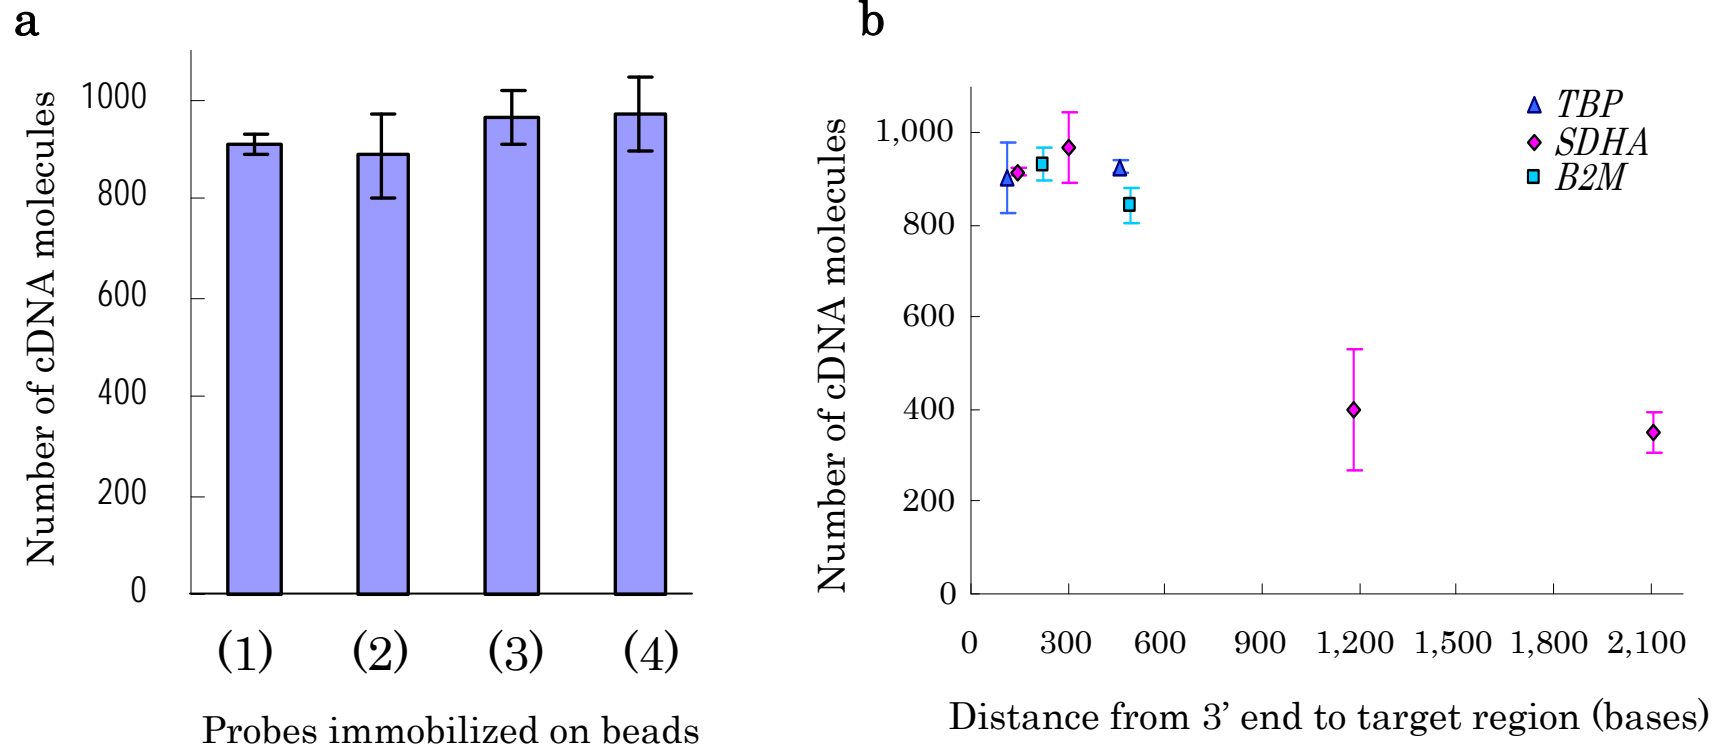 a
Number of cDNA molecules
1000
800
600
400
200
0
(1) (2) (3) (4)
Probes immobilized on beads
b
Number of cDNA molecules
1,000
800
600
400
200
0
0 300 600 900 1,200 1,500 1,800 2,100
Distance from 3’ end to target region (bases)
TBP
SDHA
B2M